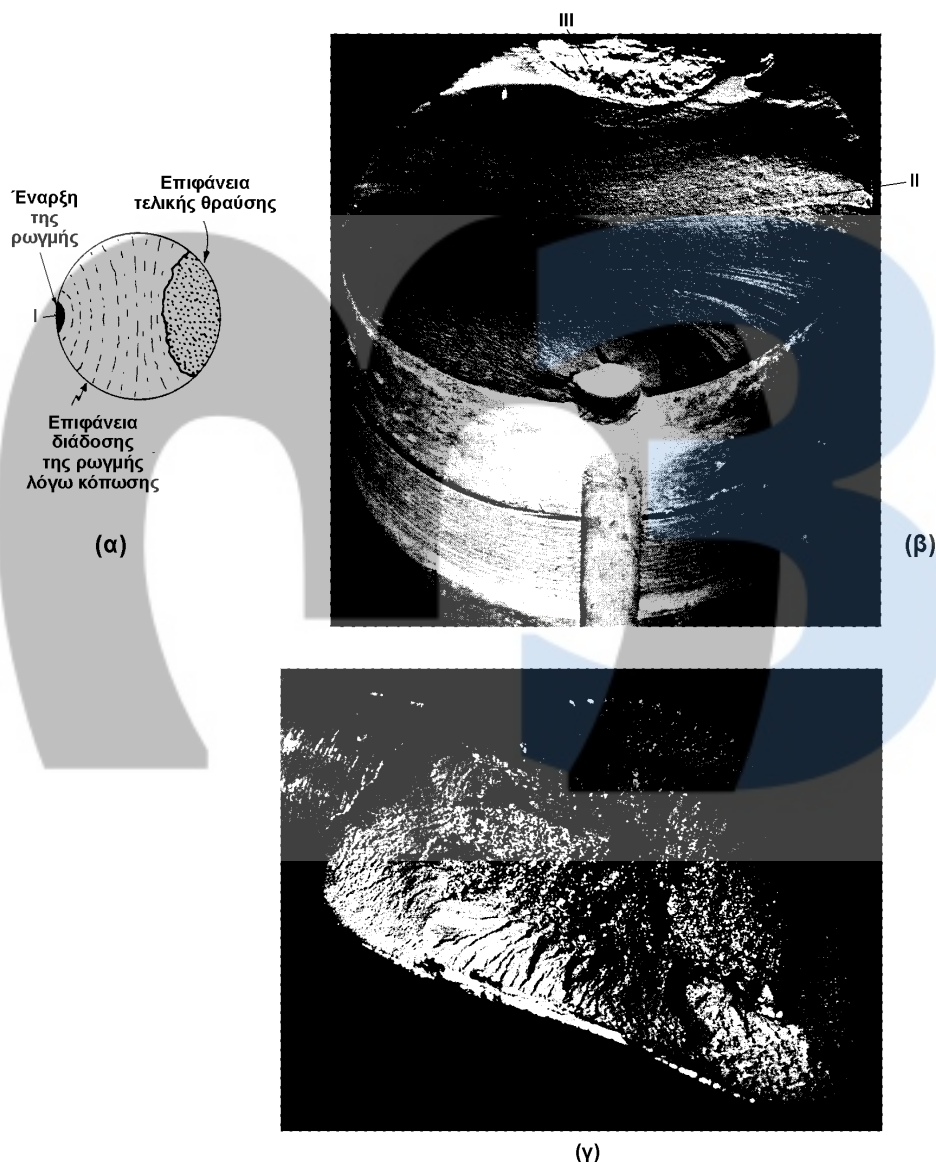 III
II
Έναρξη
της
ρωγμής
Επιφάνεια
τελικής θραύσης
I
Επιφάνεια
διάδοσης
της ρωγμής
λόγω κόπωσης
(α)
(β)
(γ)